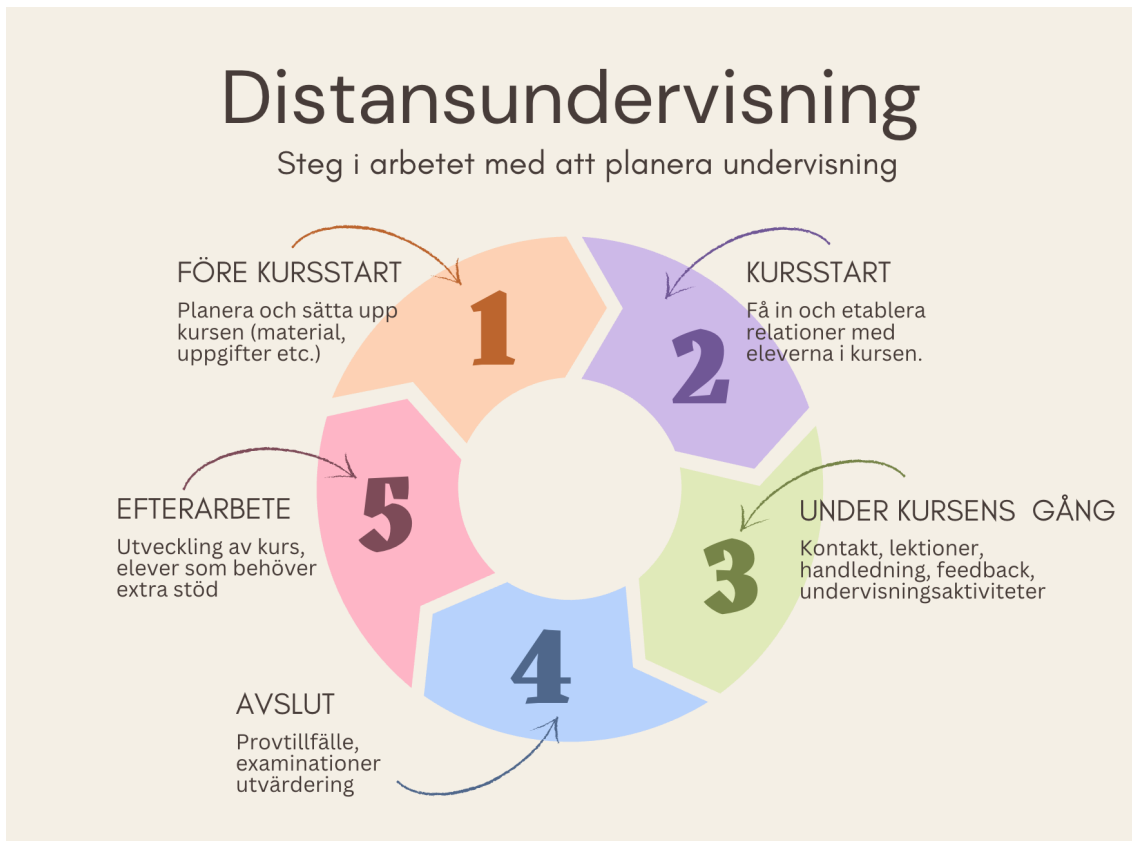 Distansundervisning
Steg i arbetet med att planera undervisning
FÖRE KURSSTART
Planera och sätta upp
kursen (material,
uppgifter etc.)
1
KURSSTART
Få in och etablera
relationer med
eleverna i kursen.
2
UNDER KURSENS GÅNG
Kontakt, lektioner,
handledning, feedback,
undervisningsaktiviteter
3
AVSLUT
Provtillfälle,
examinationer
utvärdering
4
EFTERARBETE
Utveckling av kurs,
elever som behöver
extra stöd
5